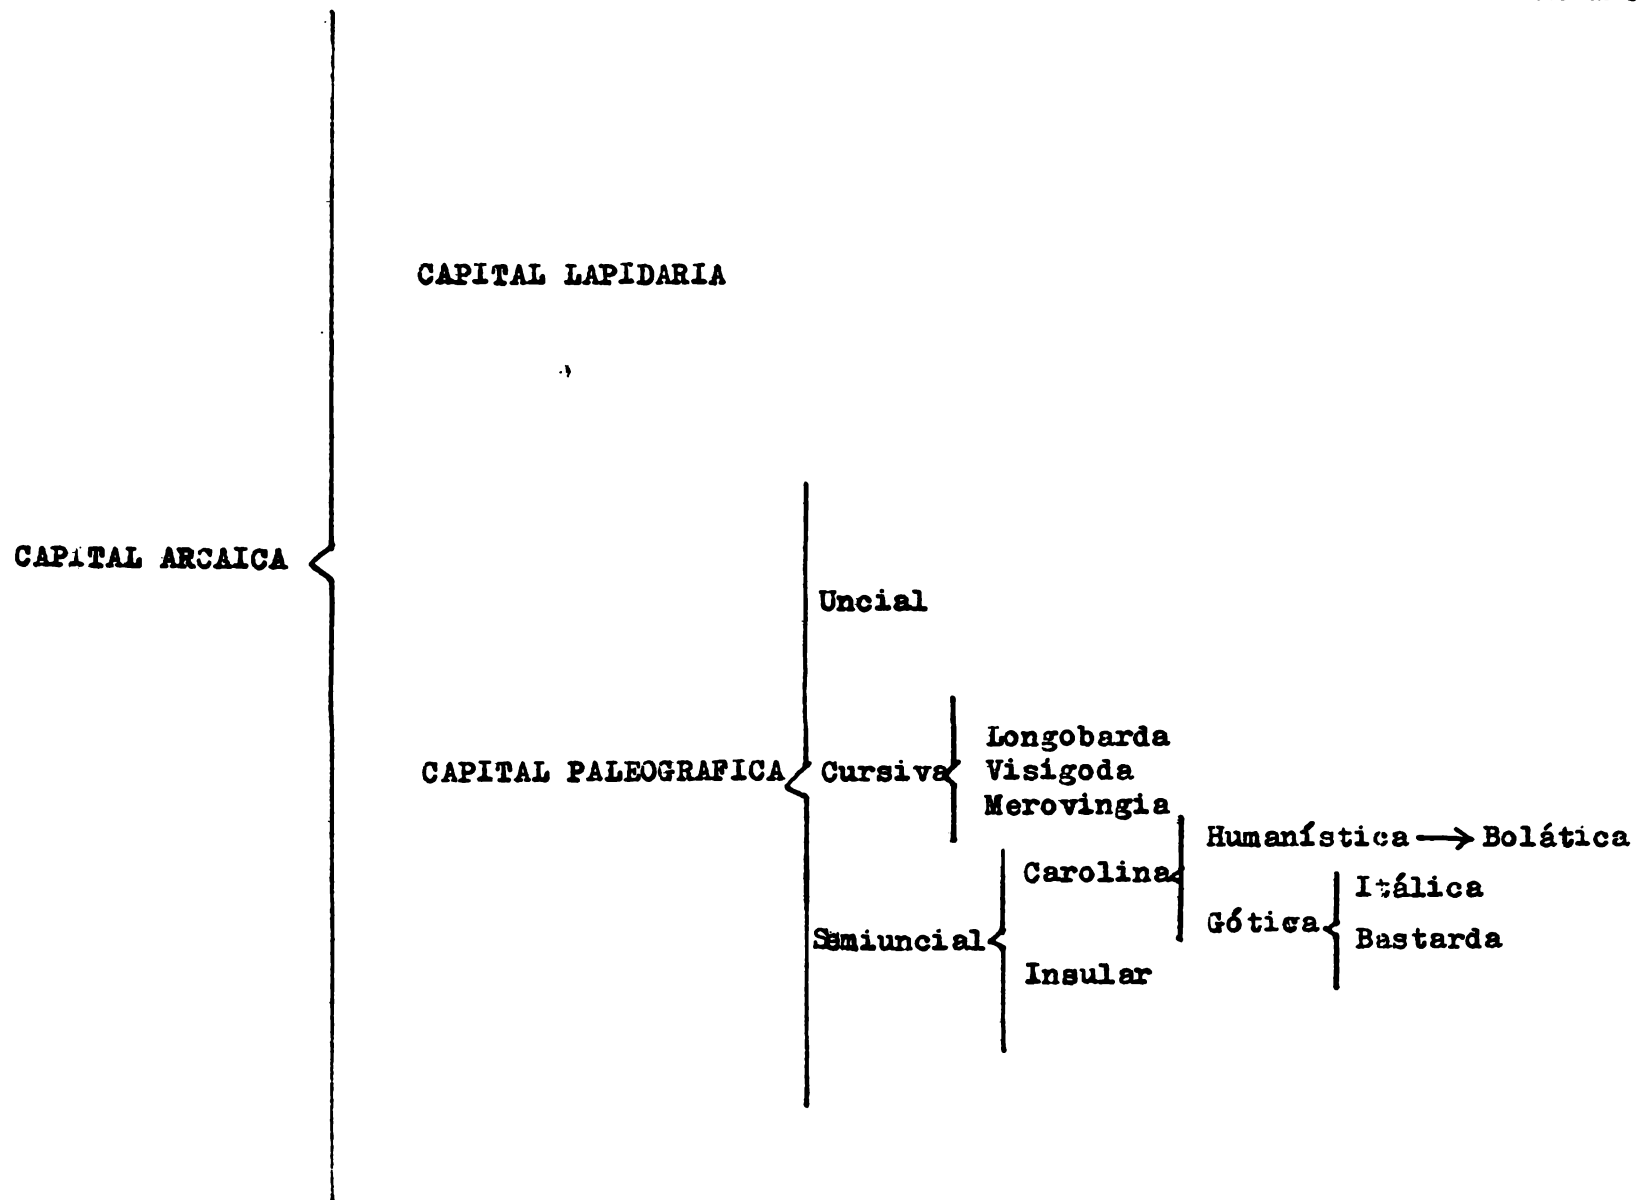 CAPITAL LAPIDARIA
CAPITAL ARCAICA
Uncial
CAPITAL PALEOGRAFICA
Cursiva
Longobarda
Visigoda
Merovingia
Semiuncial
Carolina
Insular
Humanística → Bolática
Gótica
Itálica
Bastarda